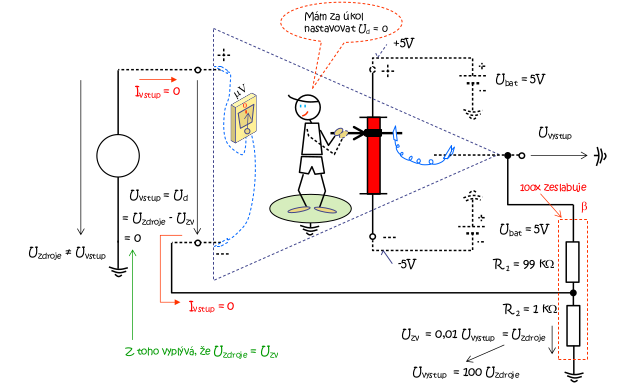 Mám za úkol
nastavovat Ud = 0
+5V
+
+
+
Ubat = 5V
--
--
μV
0
Ivstup = 0
Uvýstup
100x zeslabuje
β
Uvstup = Ud
= Uzdroje - Uzv
= 0
Uzdroje ≠ Uvstup
--
--
-5V
+
Ubat = 5V
--
R2 = 99 kΩ
Ivstup = 0
R2 = 1 kΩ
Uzv = 0,01 Uvýstup = Uzdroje
Z toho vyplývá, že Uzdroje = Uzv
Uvýstup = 100 Uzdroje